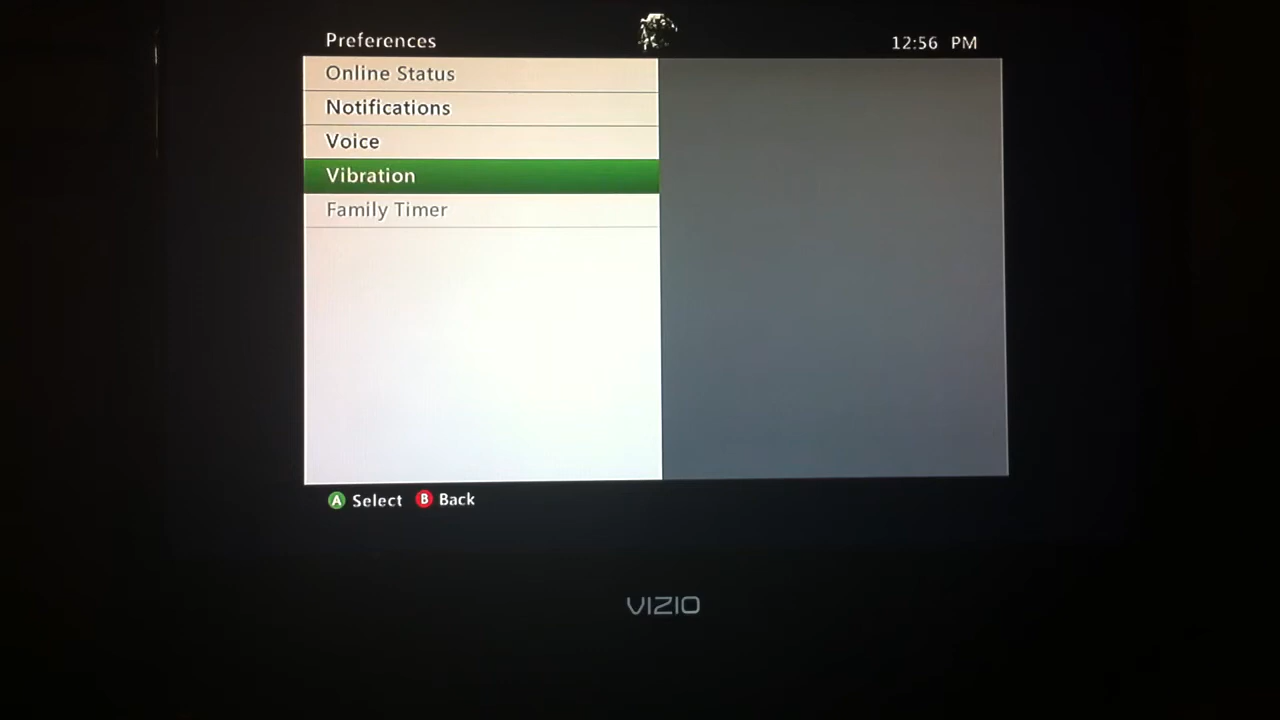 Preferences
12:56 PM
Online Status
Notifications
Voice
Vibration
Family Timer
A Select B Back
VIZIO